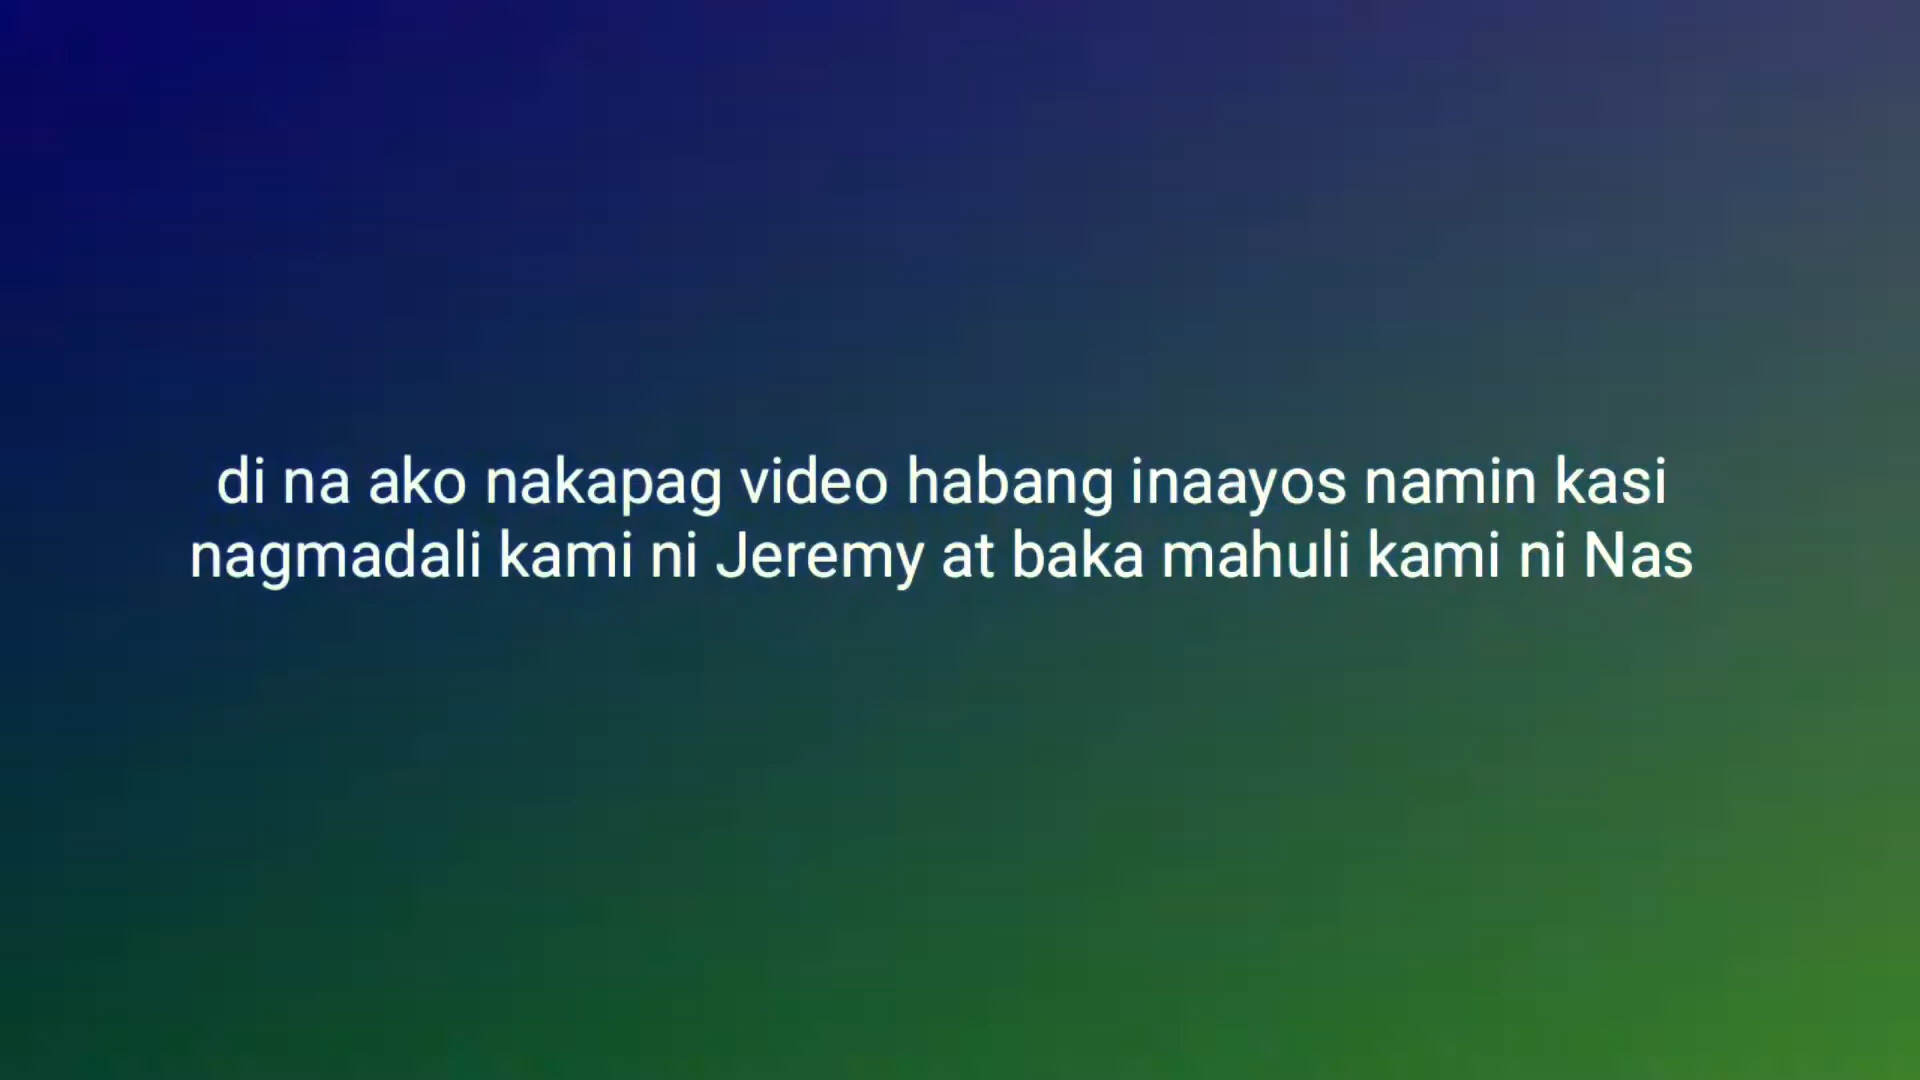 di na ako nakapag video habang inaayos namin kasi
nagmadali kami ni Jeremy at baka mahuli kami ni Nas